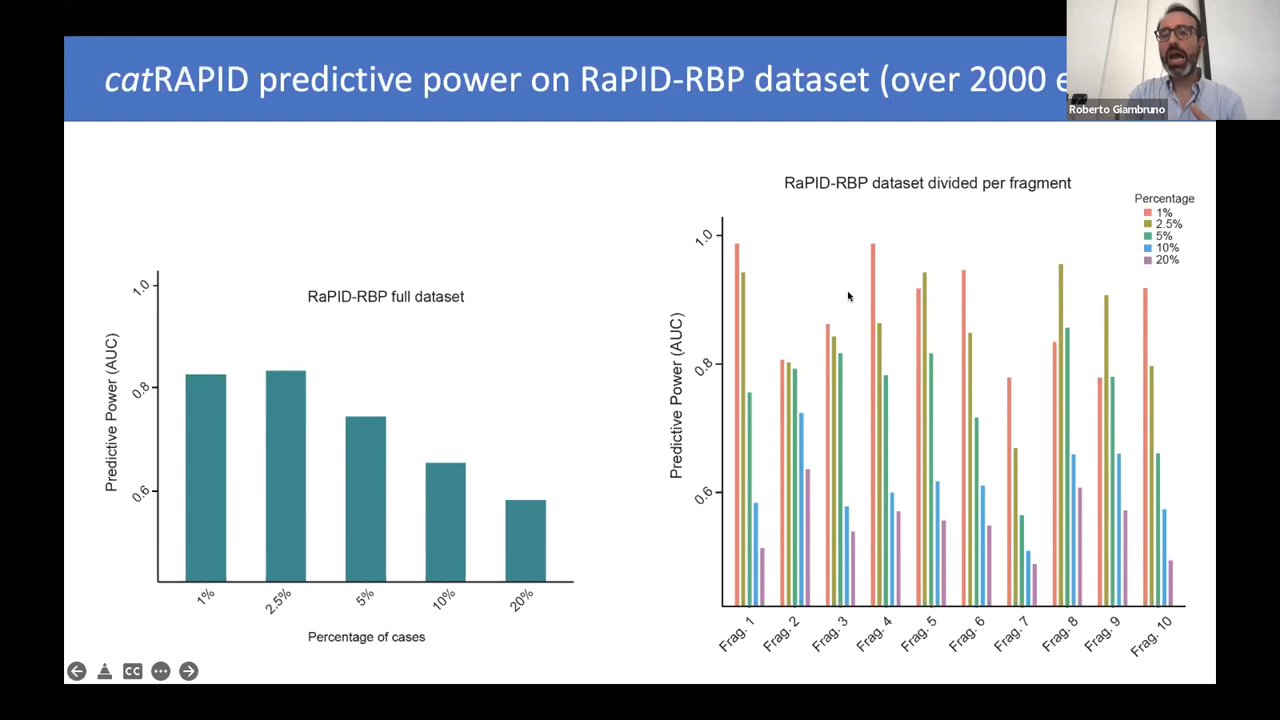 catRAPID predictive power on RaPID-RBP dataset (over 2000 e
Roberto Giambruno
RaPID-RBP full dataset
Predictive Power (AUC)
1.0
0.8
0.6
1%
2.5%
5%
10%
20%
Percentage of cases
RaPID-RBP dataset divided per fragment
Percentage
1%
2.5%
5%
10%
20%
Predictive Power (AUC)
1.0
0.8
0.6
Frag. 1
Frag. 2
Frag. 3
Frag. 4
Frag. 5
Frag. 6
Frag. 7
Frag. 8
Frag. 9
Frag. 10
CC